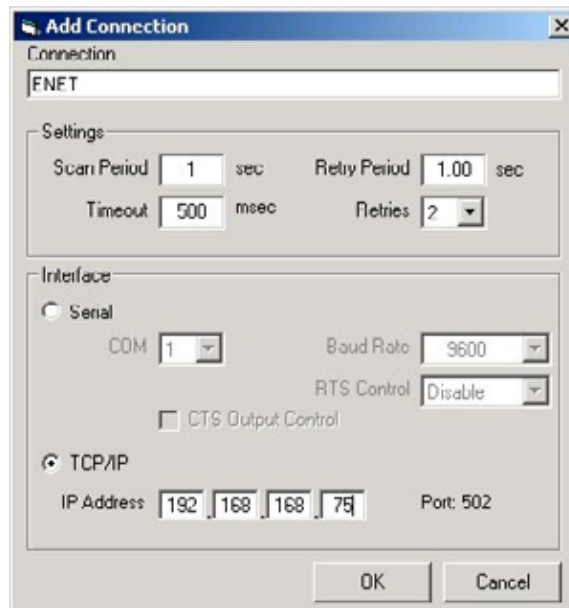 Add Connection
Connection
ENET
Settings
Scan Period 1 sec Retry Period 1.00 sec
Timeout 500 msec Retries 2
Interface
Serial
COM 1 Baud Rate 9600
RTS Control Disable
CTS Output Control
TCP/IP
IP Address 192 . 168 . 168 . 75 Port: 502
OK Cancel